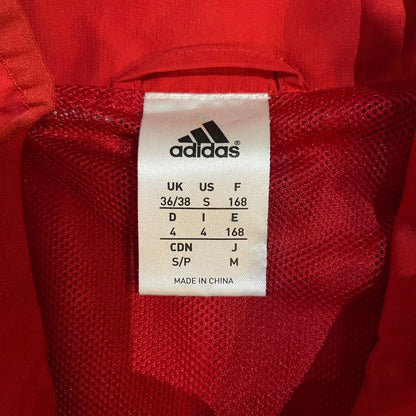 adidas
UK US F
36/38 S 168
D I E
4 4 168
CDN J
S/P M
MADE IN CHINA